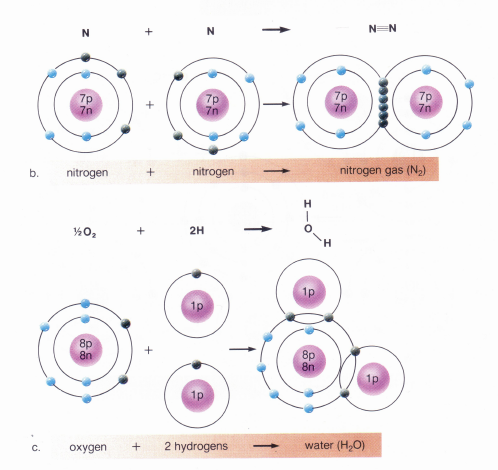 N + N → N≡N
7p 7p 7p 7p
7n + 7n → 7n 7n
b. nitrogen + nitrogen → nitrogen gas (N₂)
½O₂ + 2H → H
O
H
1p 1p
8p 8p
8n + → 8n
1p 1p
c. oxygen + 2 hydrogens → water (H₂O)